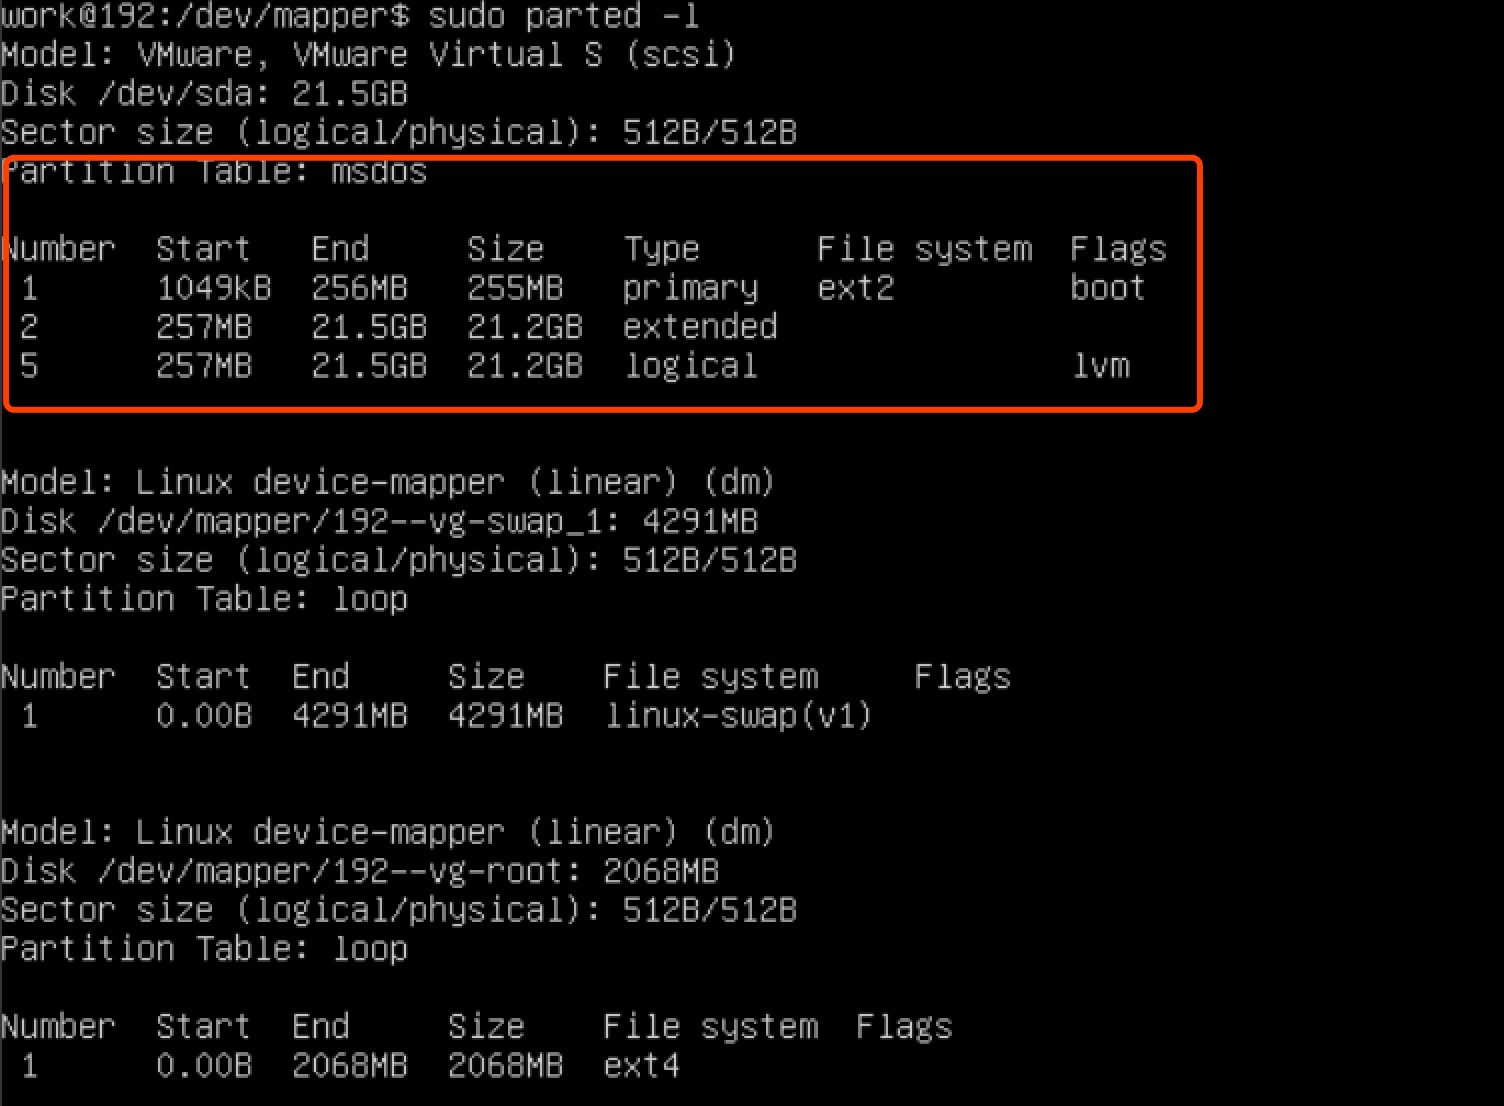 work@192:/dev/mapper$ sudo parted -l
Model: VMware, VMware Virtual S (scsi)
Disk /dev/sda: 21.5GB
Sector size (logical/physical): 512B/512B
Partition Table: msdos
Number  Start   End     Size    Type      File system  Flags
 1      1049kB  256MB   255MB   primary   ext2         boot
 2      257MB   21.5GB  21.2GB  extended
 5      257MB   21.5GB  21.2GB  logical                lvm
Model: Linux device-mapper (linear) (dm)
Disk /dev/mapper/192--vg-swap_1: 4291MB
Sector size (logical/physical): 512B/512B
Partition Table: loop
Number  Start  End     Size    File system     Flags
 1      0.00B  4291MB  4291MB  linux-swap(v1)
Model: Linux device-mapper (linear) (dm)
Disk /dev/mapper/192--vg-root: 2068MB
Sector size (logical/physical): 512B/512B
Partition Table: loop
Number  Start  End     Size    File system  Flags
 1      0.00B  2068MB  2068MB  ext4